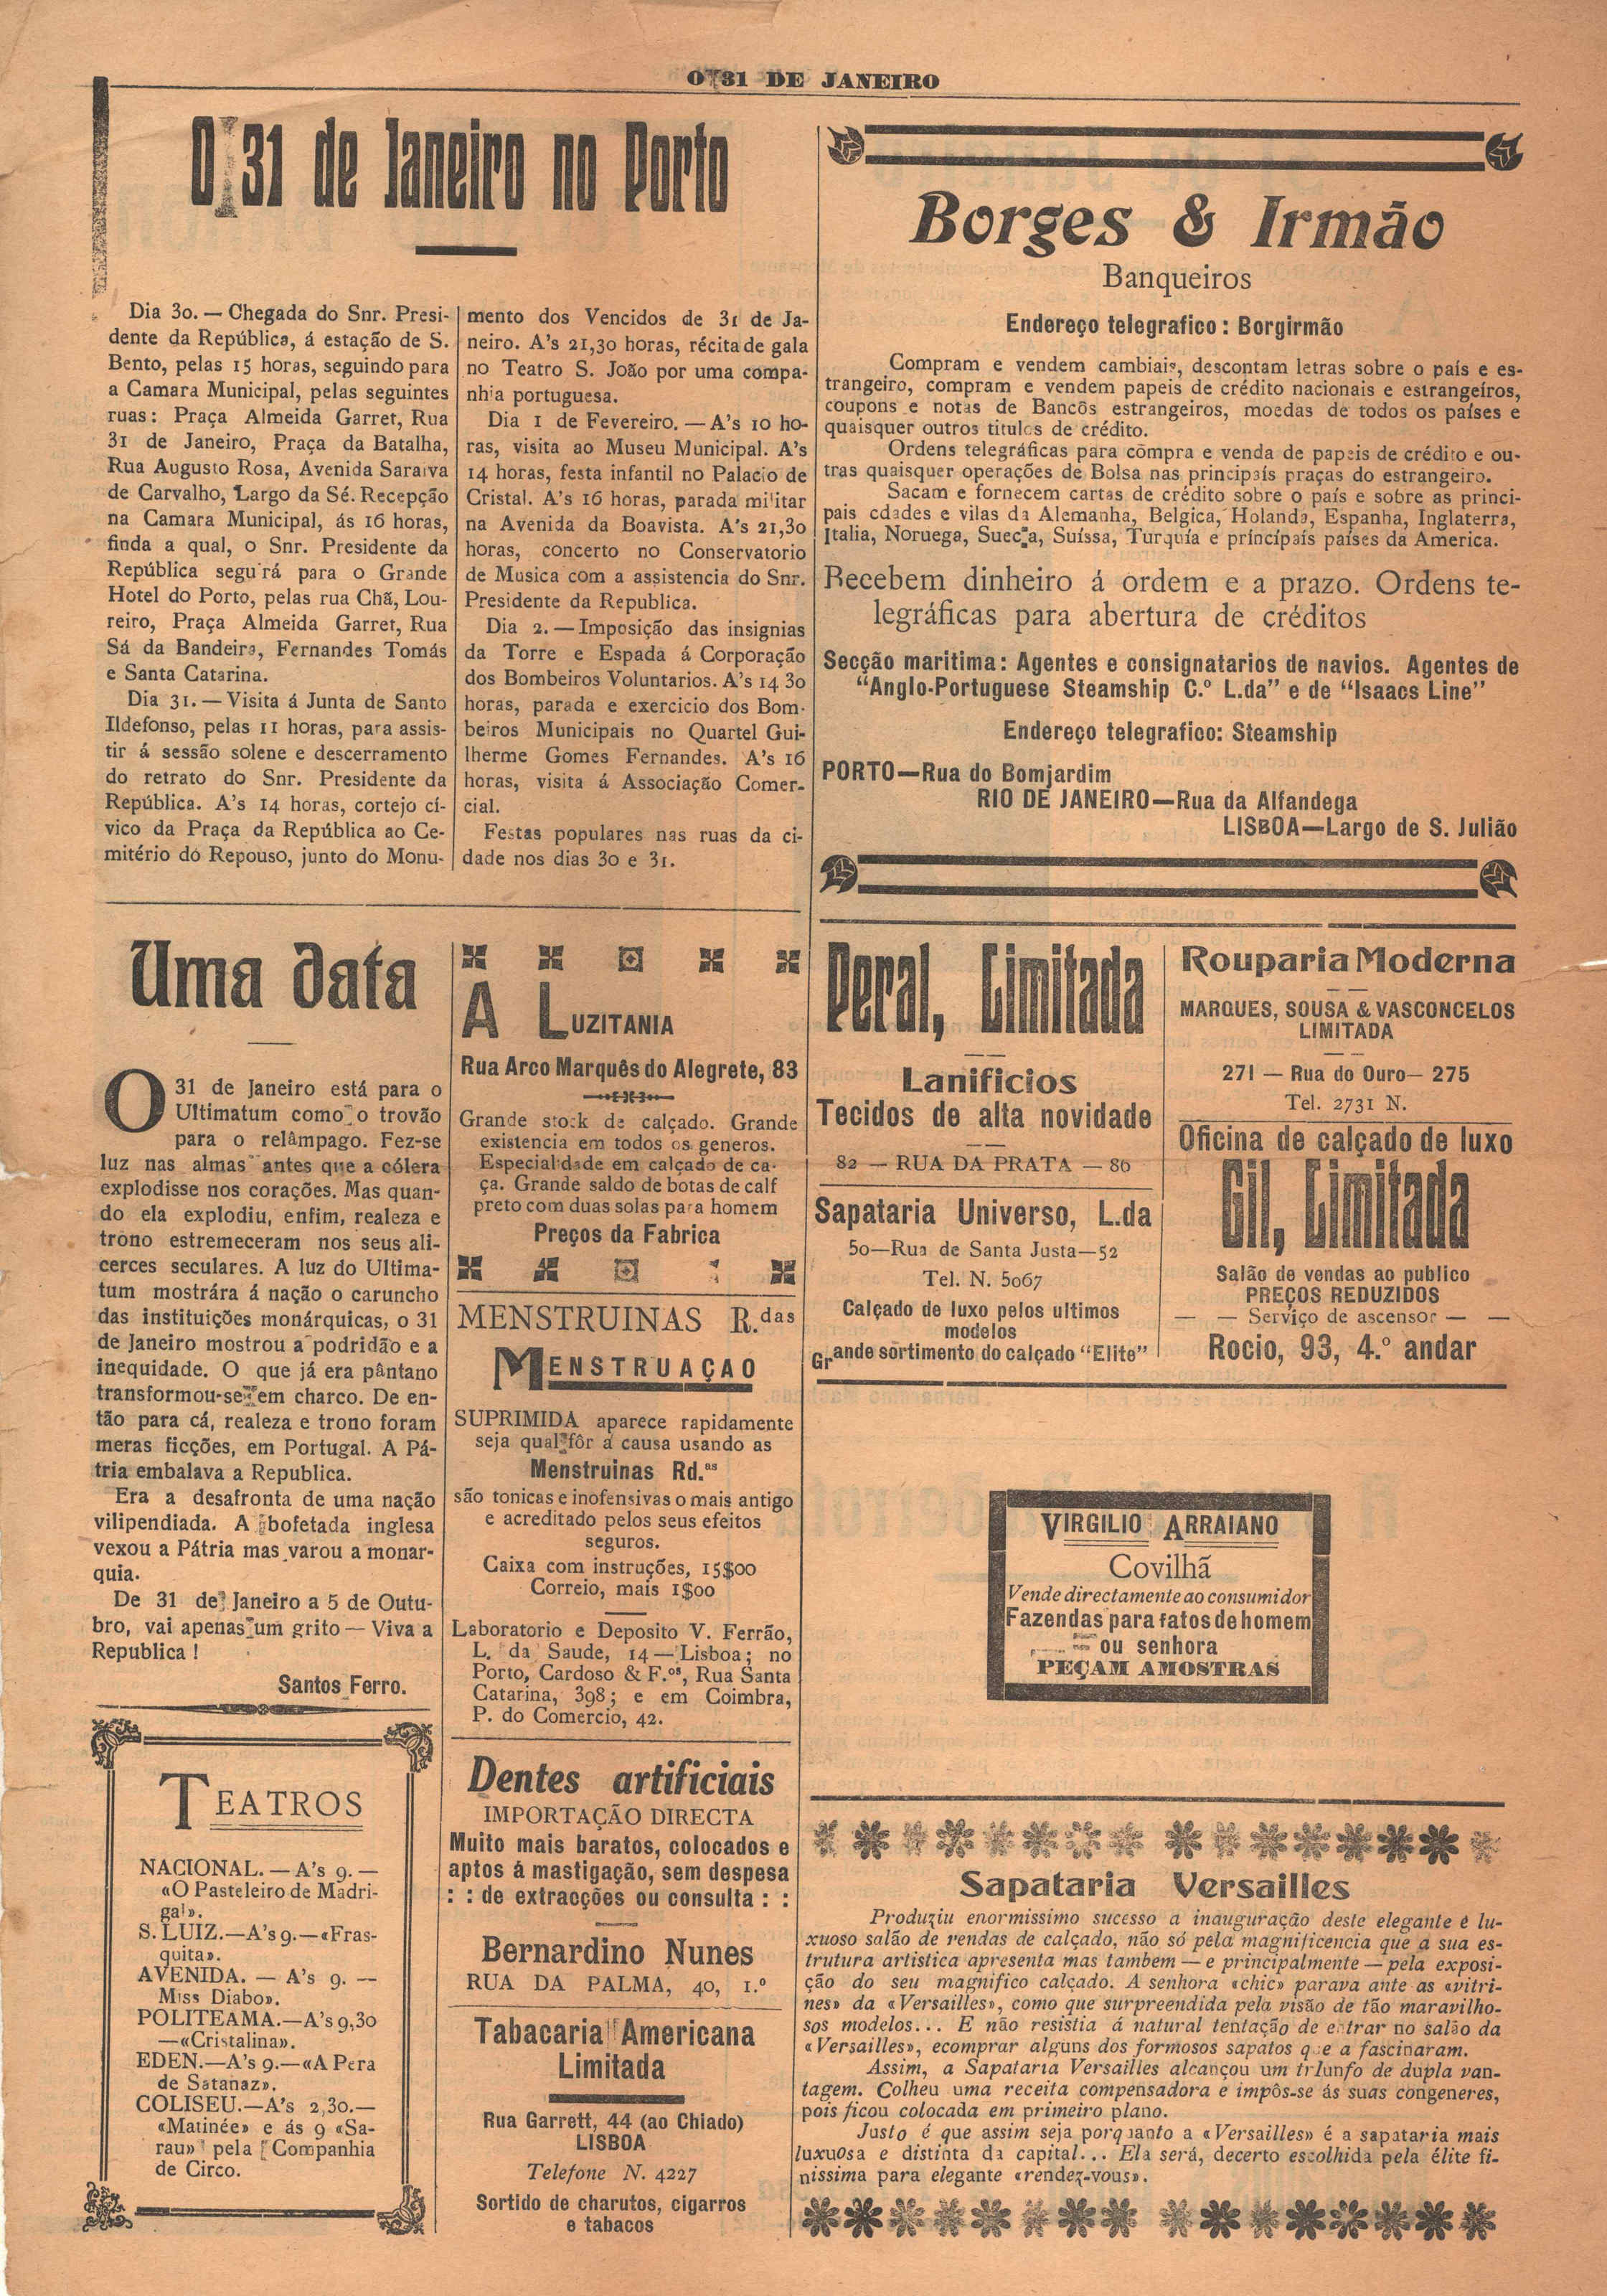 O 31 DE JANEIRO
O 31 de Janeiro no Porto
Dia 30. — Chegada do Snr. Presi-
dente da República, á estação de S.
Bento, pelas 15 horas, seguindo para
a Camara Municipal, pelas seguintes
ruas: Praça Almeida Garret, Rua
31 de Janeiro, Praça da Batalha,
Rua Augusto Rosa, Avenida Saraiva
de Carvalho, Largo da Sé. Recepção
na Camara Municipal, ás 16 horas,
finda a qual, o Snr. Presidente da
República segu rá para o Grande
Hotel do Porto, pelas rua Chã, Lou-
reiro, Praça Almeida Garret, Rua
Sá da Bandeira, Fernandes Tomás
e Santa Catarina.
Dia 31. — Visita á Junta de Santo
Ildefonso, pelas 11 horas, para assis-
tir á sessão solene e descerramento
do retrato do Snr. Presidente da
República. A's 14 horas, cortejo cí-
vico da Praça da República ao Ce-
mitério do Repouso, junto do Monu-
mento dos Vencidos de 31 de Ja-
neiro. A's 21,30 horas, récita de gala
no Teatro S. João por uma compa-
nhia portuguesa.
Dia 1 de Fevereiro. — A's 10 ho-
ras, visita ao Museu Municipal. A's
14 horas, festa infantil no Palacio de
Cristal. A's 16 horas, parada militar
na Avenida da Boavista. A's 21,30
horas, concerto no Conservatorio
de Musica com a assistencia do Snr.
Presidente da Republica.
Dia 2. — Imposição das insignias
da Torre e Espada á Corporação
dos Bombeiros Voluntarios. A's 14 30
horas, parada e exercicio dos Bom-
beiros Municipais no Quartel Gui-
lherme Gomes Fernandes. A's 16
horas, visita á Associação Comer-
cial.
Festas populares nas ruas da ci-
dade nos dias 30 e 31.
Borges & Irmão
Banqueiros
Endereço telegrafico : Borgirmão
Compram e vendem cambiais, descontam letras sobre o país e es-
trangeiro, compram e vendem papeis de crédito nacionais e estrangeiros,
coupons e notas de Bancôs estrangeiros, moedas de todos os países e
quaisquer outros titulos de crédito.
Ordens telegráficas para compra e venda de papeis de crédito e ou-
tras quaisquer operações de Bolsa nas principais praças do estrangeiro.
Sacam e fornecem cartas de crédito sobre o país e sobre as princi-
pais cdades e vilas da Alemanha, Belgica, Holanda, Espanha, Inglaterra,
Italia, Noruega, Suecia, Suíssa, Turquía e principais países da America.
Recebem dinheiro á ordem e a prazo. Ordens te-
legráficas para abertura de créditos
Secção maritima: Agentes e consignatarios de navios. Agentes de
“Anglo-Portuguese Steamship C.º L.da” e de “Isaacs Line”
Endereço telegrafico: Steamship
PORTO—Rua do Bomjardim
RIO DE JANEIRO—Rua da Alfandega
LISBOA—Largo de S. Julião
Uma data
O 31 de Janeiro está para o
Ultimatum como o trovão
para o relâmpago. Fez-se
luz nas almas antes que a cólera
explodisse nos corações. Mas quan-
do ela explodiu, enfim, realeza e
trono estremeceram nos seus ali-
cerces seculares. A luz do Ultima-
tum mostrára á nação o caruncho
das instituições monárquicas, o 31
de Janeiro mostrou a podridão e a
inequidade. O que já era pântano
transformou-se em charco. De en-
tão para cá, realeza e trono foram
meras ficções, em Portugal. A Pá-
tria embalava a Republica.
Era a desafronta de uma nação
vilipendiada. A bofetada inglesa
vexou a Pátria mas varou a monar-
quia.
De 31 de Janeiro a 5 de Outu-
bro, vai apenas um grito — Viva a
Republica !
Santos Ferro.
TEATROS
NACIONAL. — A's 9. —
«O Pasteleiro de Madri-
gal».
S. LUIZ.—A's 9.—«Fras-
quita».
AVENIDA. — A's 9. —
Miss Diabo».
POLITEAMA.—A's 9,30
—«Cristalina».
EDEN.—A's 9.—«A Pera
de Satanaz».
COLISEU.—A's 2,30.—
«Matinée» e ás 9 «Sa-
rau» pela Companhia
de Circo.
A LUZITANIA
Rua Arco Marquês do Alegrete, 83
Grande stock de calçado. Grande
existencia em todos os generos.
Especialidade em calçado de ca-
ça. Grande saldo de botas de calf
preto com duas solas para homem
Preços da Fabrica
MENSTRUINAS R.das
MENSTRUAÇAO
SUPRIMIDA aparece rapidamente
seja qual fôr a causa usando as
Menstruinas Rd.as
são tonicas e inofensivas o mais antigo
e acreditado pelos seus efeitos
seguros.
Caixa com instruções, 15$00
Correio, mais 1$00
Laboratorio e Deposito V. Ferrão,
L. da Saude, 14 — Lisboa; no
Porto, Cardoso & F.os, Rua Santa
Catarina, 398; e em Coimbra,
P. do Comercio, 42.
Dentes artificiais
IMPORTAÇÃO DIRECTA
Muito mais baratos, colocados e
aptos á mastigação, sem despesa
: : de extracções ou consulta : :
Bernardino Nunes
RUA DA PALMA, 40, 1.º
Tabacaria Americana
Limitada
Rua Garrett, 44 (ao Chiado)
LISBOA
Telefone N. 4227
Sortido de charutos, cigarros
e tabacos
Peral, Limitada
Lanificios
Tecidos de alta novidade
82 — RUA DA PRATA — 86
Sapataria Universo, L.da
50—Rua de Santa Justa—52
Tel. N. 5067
Calçado de luxo pelos ultimos
modelos
Grande sortimento do calçado “Elite”
Rouparia Moderna
MARQUES, SOUSA & VASCONCELOS
LIMITADA
271 — Rua do Ouro— 275
Tel. 2731 N.
Oficina de calçado de luxo
Gil, Limitada
Salão de vendas ao publico
PREÇOS REDUZIDOS
— — Serviço de ascensor — —
Rocio, 93, 4.º andar
VIRGILIO ARRAIANO
Covilhã
Vende directamente ao consumidor
Fazendas para fatos de homem
ou senhora
PEÇAM AMOSTRAS
Sapataria Versailles
Produziu enormissimo sucesso a inauguração deste elegante e lu-
xuoso salão de rendas de calçado, não só pela magnificencia que a sua es-
trutura artistica apresenta mas tambem — e principalmente — pela exposi-
ção do seu magnifico calçado. A senhora «chic» parava ante as «vitri-
nes» da «Versailles», como que surpreendida pela visão de tão maravilho-
sos modelos... E não resistia á natural tentação de entrar no salão da
«Versailles», ecomprar alguns dos formosos sapatos que a fascinaram.
Assim, a Sapataria Versailles alcançou um triunfo de dupla van-
tagem. Colheu uma receita compensadora e impôs-se ás suas congeneres,
pois ficou colocada em primeiro plano.
Justo é que assim seja porquanto a «Versailles» é a sapataria mais
luxuosa e distinta da capital... Ela será, decerto escolhida pela élite fi-
nissima para elegante «rendez-vous».